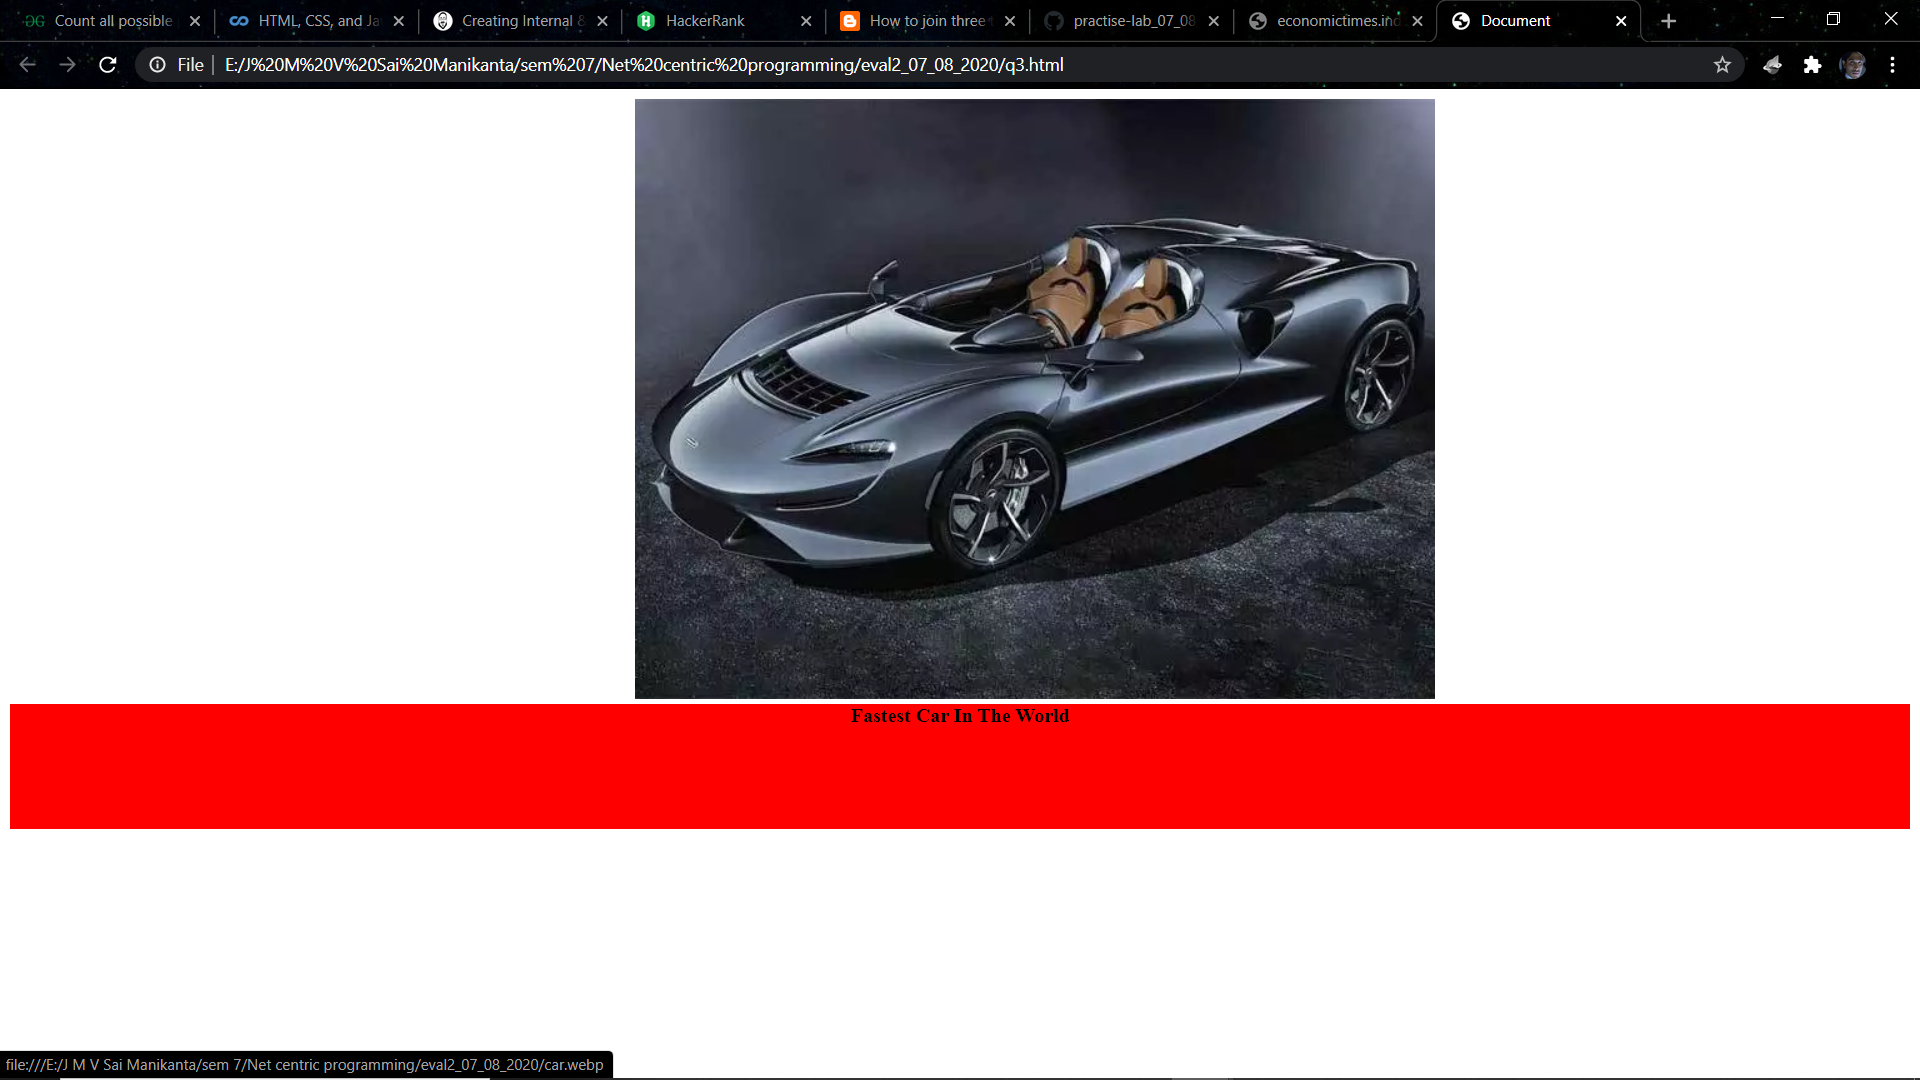 Count all possible
HTML, CSS, and Ja
Creating Internal &
HackerRank
How to join three
practise-lab_07_08
economictimes.ind
Document
File
E:/J%20M%20V%20Sai%20Manikanta/sem%207/Net%20centric%20programming/eval2_07_08_2020/q3.html
Fastest Car In The World
file:///E:/J M V Sai Manikanta/sem 7/Net centric programming/eval2_07_08_2020/car.webp